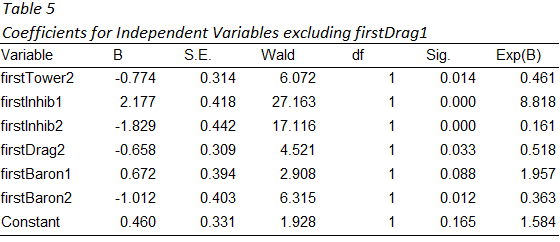 Table 5
Coefficients for Independent Variables excluding firstDrag1
Variable B S.E. Wald df Sig. Exp(B)
firstTower2 -0.774 0.314 6.072 1 0.014 0.461
firstInhib1 2.177 0.418 27.163 1 0.000 8.818
firstInhib2 -1.829 0.442 17.116 1 0.000 0.161
firstDrag2 -0.658 0.309 4.521 1 0.033 0.518
firstBaron1 0.672 0.394 2.908 1 0.088 1.957
firstBaron2 -1.012 0.403 6.315 1 0.012 0.363
Constant 0.460 0.331 1.928 1 0.165 1.584